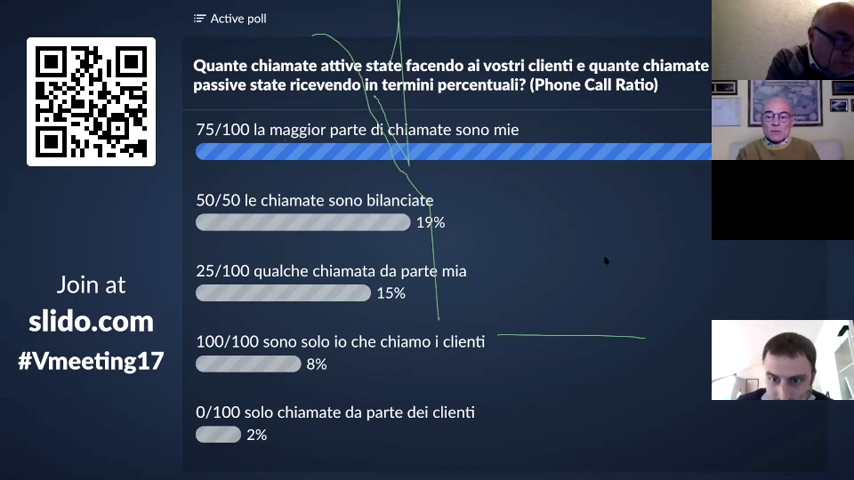 Active poll
Quante chiamate attive state facendo ai vostri clienti e quante chiamate
passive state ricevendo in termini percentuali? (Phone Call Ratio)
75/100 la maggior parte di chiamate sono mie
50/50 le chiamate sono bilanciate
19%
25/100 qualche chiamata da parte mia
15%
100/100 sono solo io che chiamo i clienti
8%
0/100 solo chiamate da parte dei clienti
2%
Join at
slido.com
#Vmeeting17